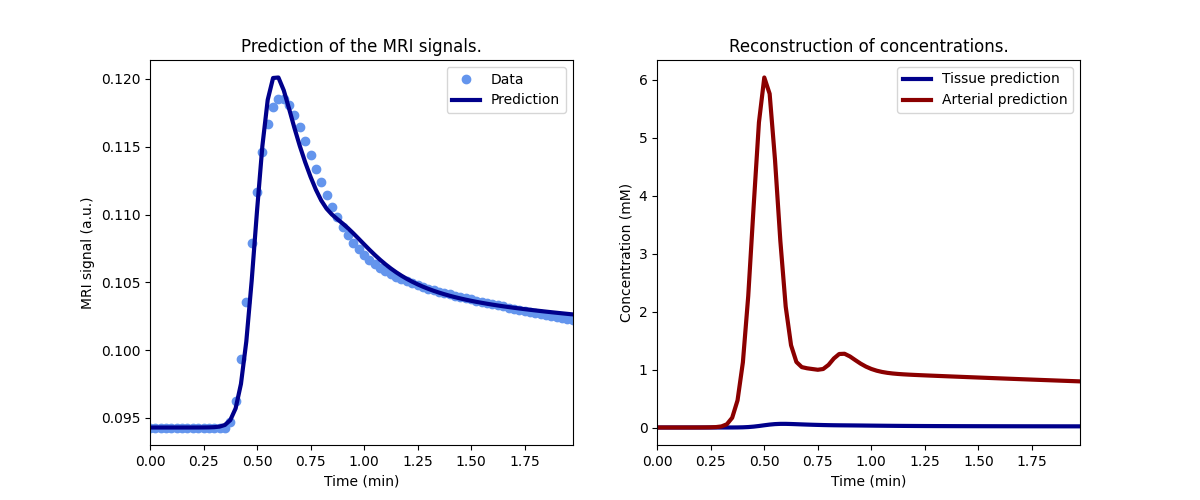 Prediction of the MRI signals.
MRI signal (a.u.)
0.120
0.115
0.110
0.105
0.100
0.095
Data
Prediction
0.00 0.25 0.50 0.75 1.00 1.25 1.50 1.75
Time (min)
Reconstruction of concentrations.
Concentration (mM)
6
5
4
3
2
1
0
Tissue prediction
Arterial prediction
0.00 0.25 0.50 0.75 1.00 1.25 1.50 1.75
Time (min)